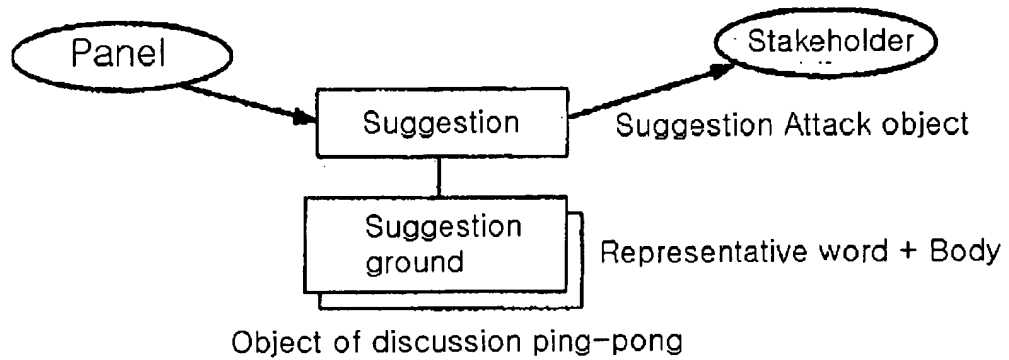 Panel
Stakeholder
Suggestion
Suggestion Attack object
Suggestion
ground
Representative word + Body
Object of discussion ping-pong